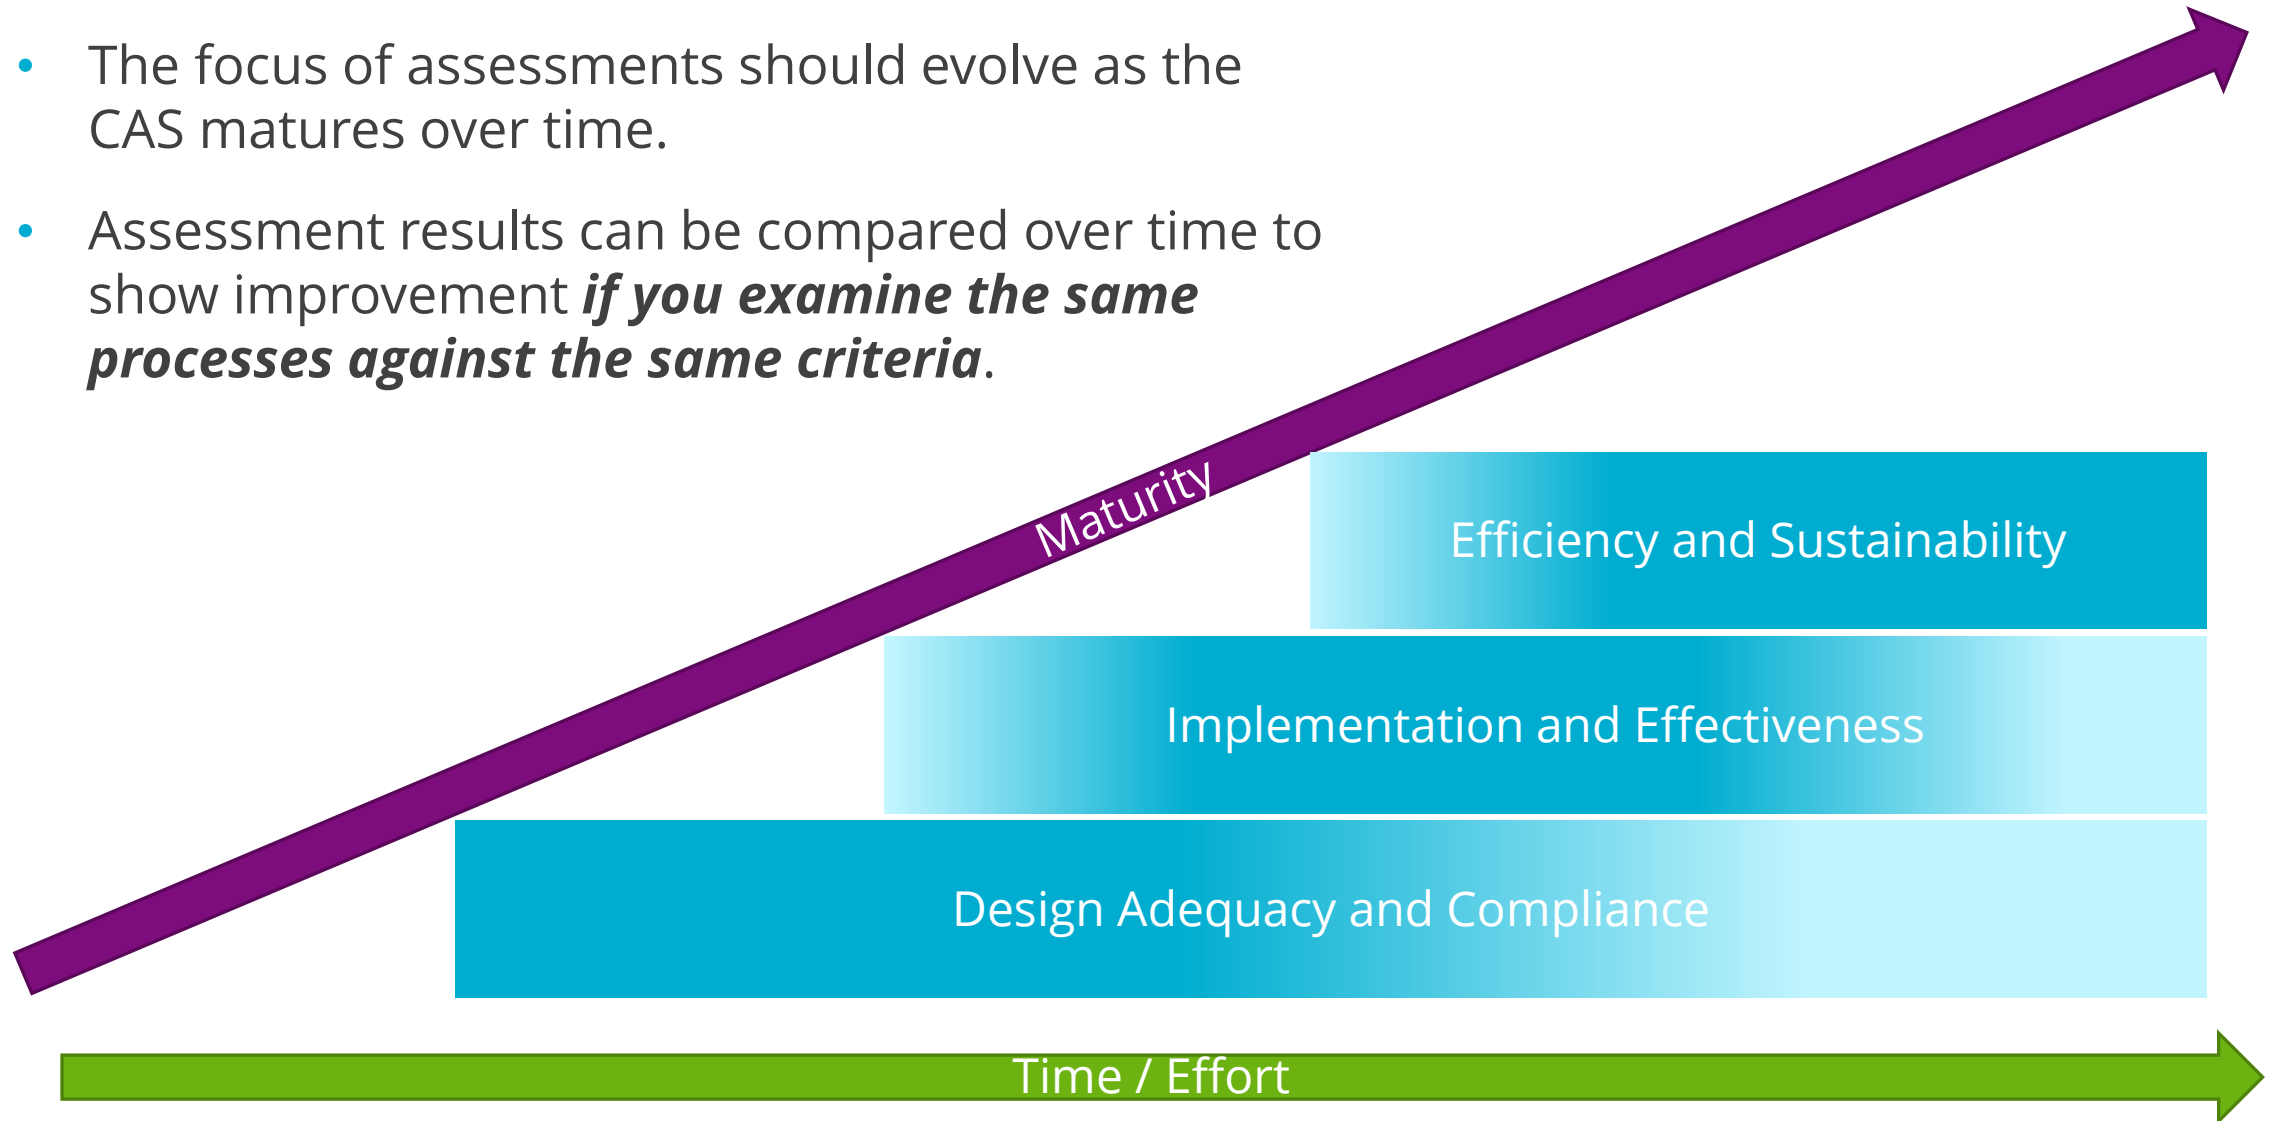 • The focus of assessments should evolve as the
CAS matures over time.
• Assessment results can be compared over time to
show improvement if you examine the same
processes against the same criteria.
Maturity
Efficiency and Sustainability
Implementation and Effectiveness
Design Adequacy and Compliance
Time / Effort